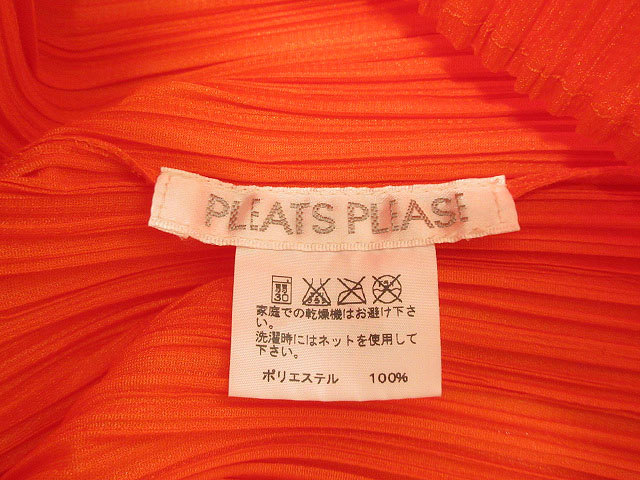 PLEATS PLEASE
30
家庭での乾燥機はお避け下さ
い。
洗濯時にはネットを使用して
下さい。
ポリエステル 100%